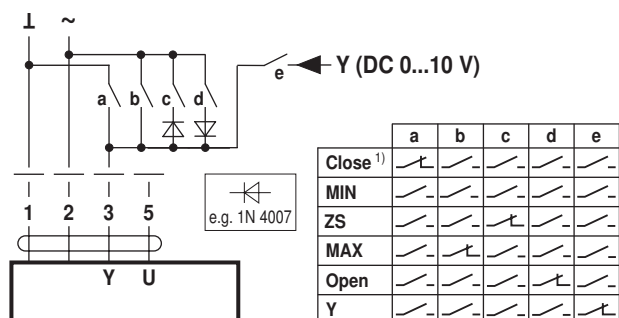 ⊥ ~
e Y (DC 0...10 V)
a b c d
1 2 3 5
e.g. 1N 4007
Y U
a b c d e
Close 1)
MIN
ZS
MAX
Open
Y